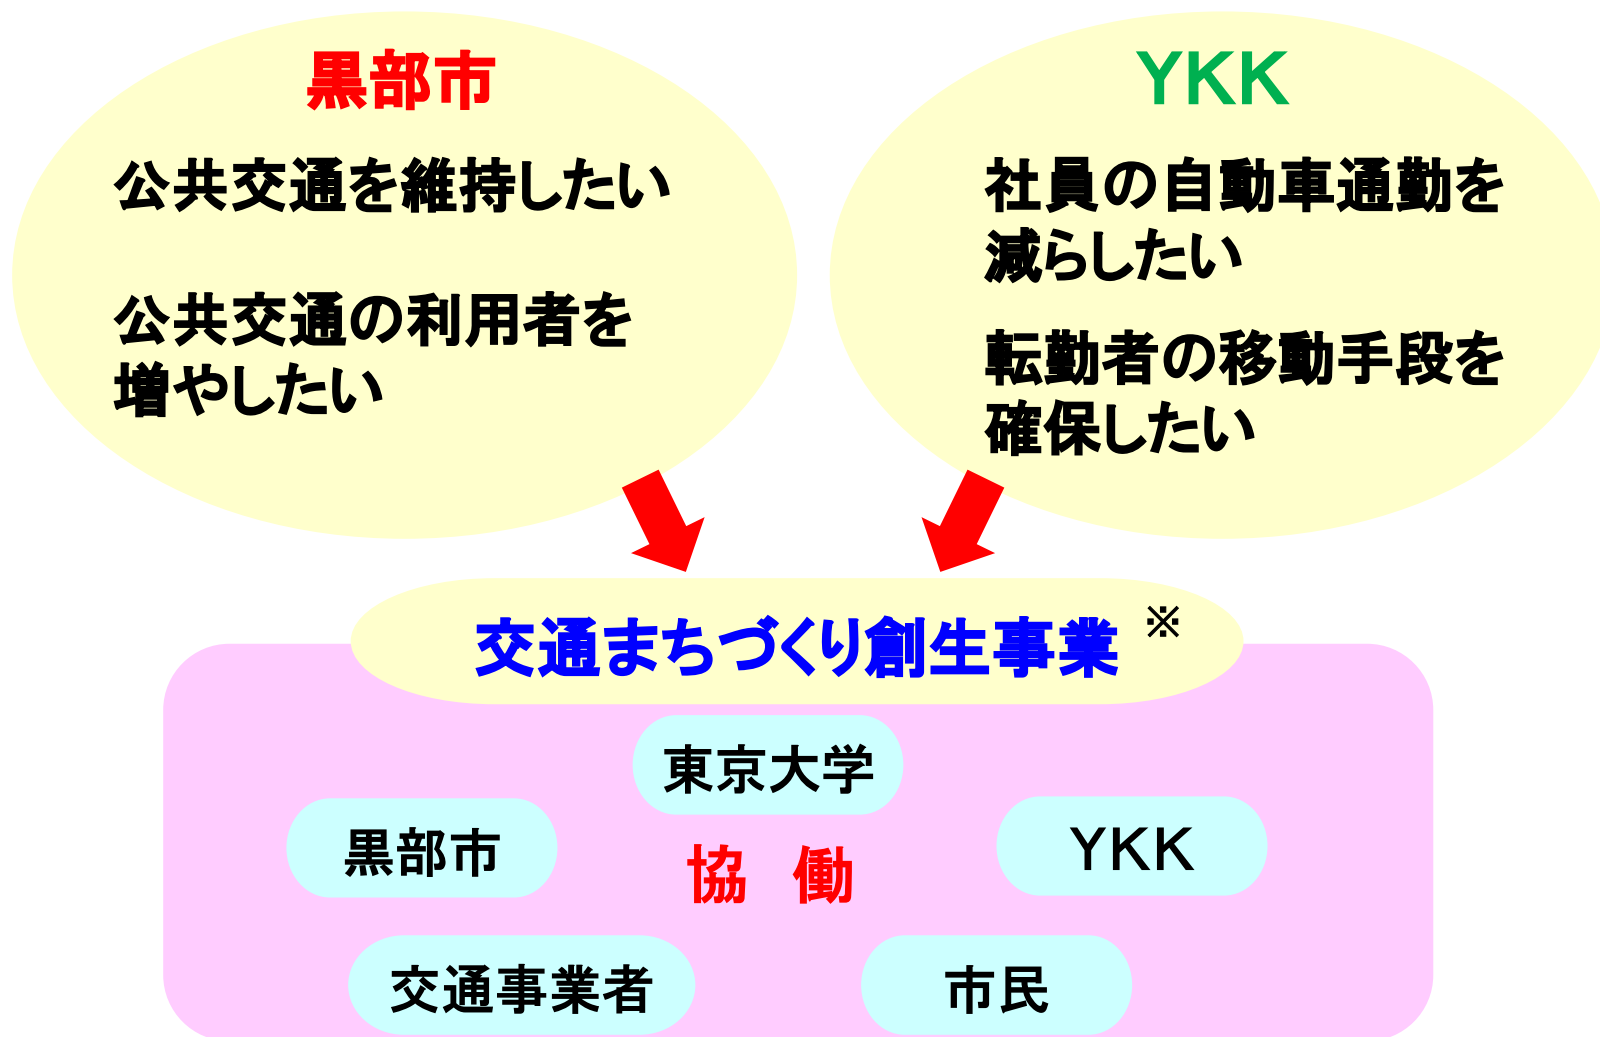 黒部市
公共交通を維持したい
公共交通の利用者を
増やしたい
YKK
社員の自動車通勤を
減らしたい
転勤者の移動手段を
確保したい
交通まちづくり創生事業 ※
東京大学
黒部市
協 働
YKK
交通事業者
市民